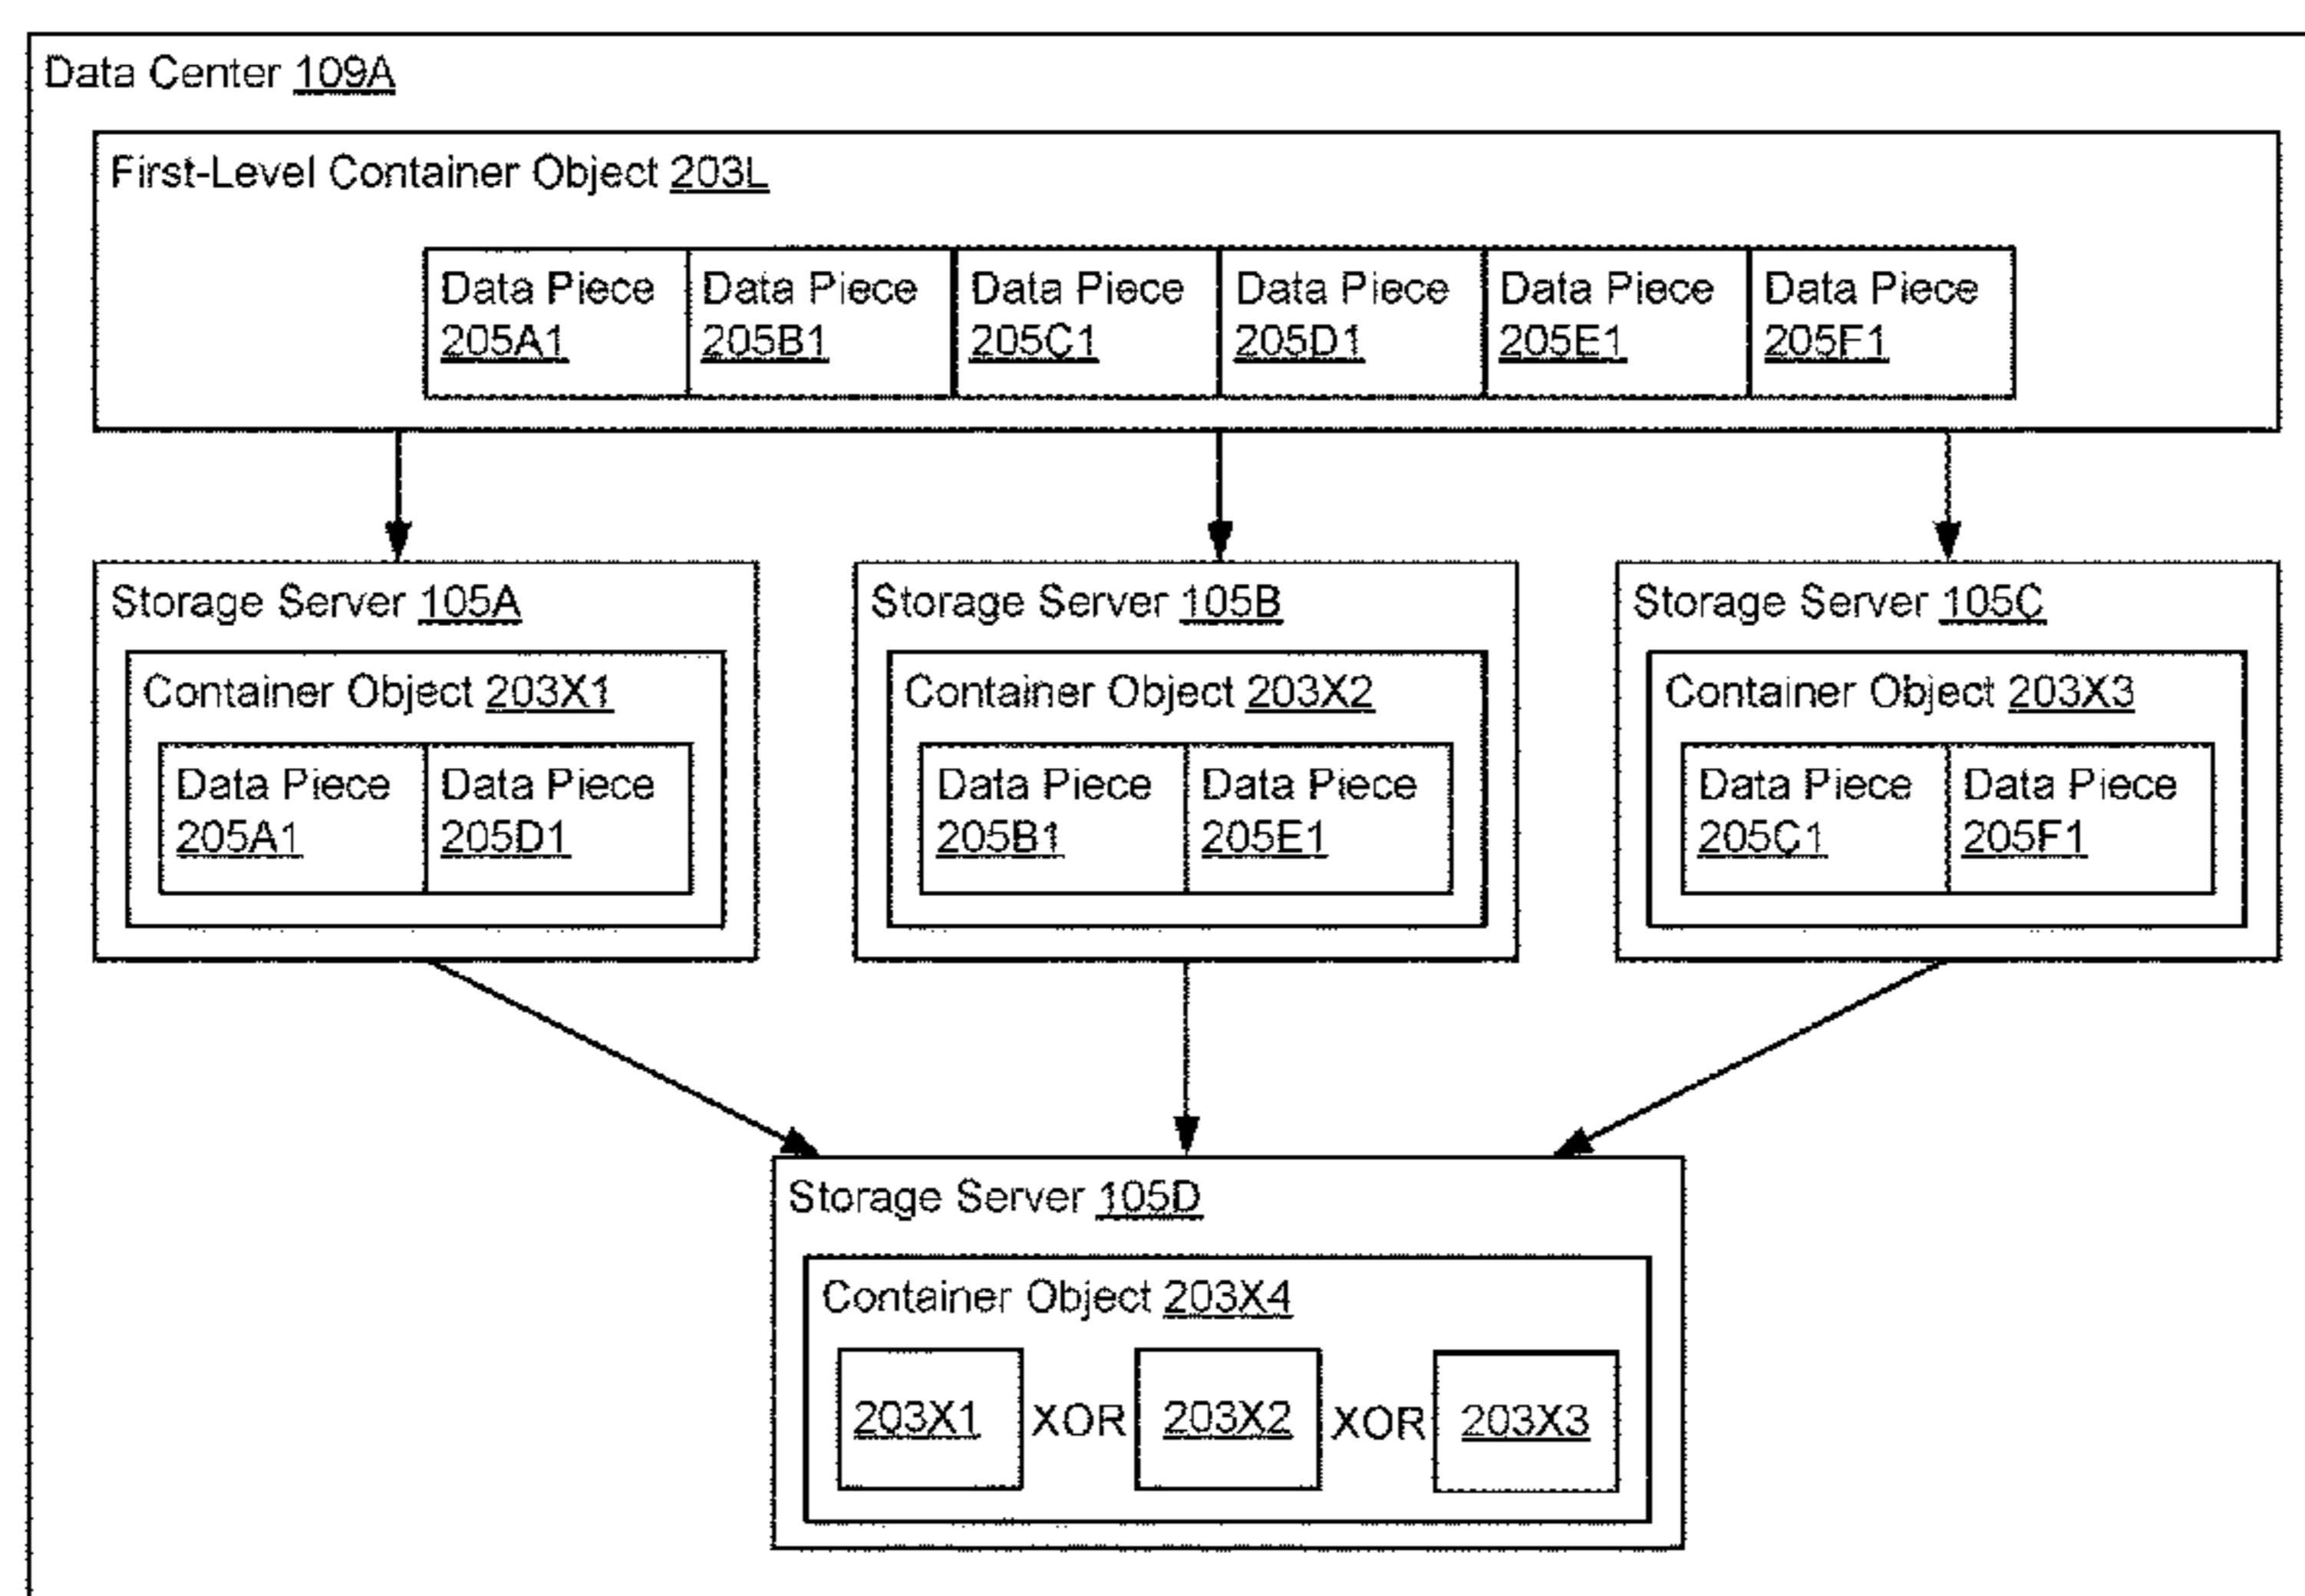 Data Center 109A
First-Level Container Object 203L
Data Piece Data Piece Data Piece Data Piece Data Piece Data Piece
205A1 205B1 205C1 205D1 205E1 205F1
Storage Server 105A Storage Server 105B Storage Server 105C
Container Object 203X1 Container Object 203X2 Container Object 203X3
Data Piece Data Piece Data Piece Data Piece Data Piece Data Piece
205A1 205D1 205B1 205E1 205C1 205F1
Storage Server 105D
Container Object 203X4
203X1 XOR 203X2 XOR 203X3